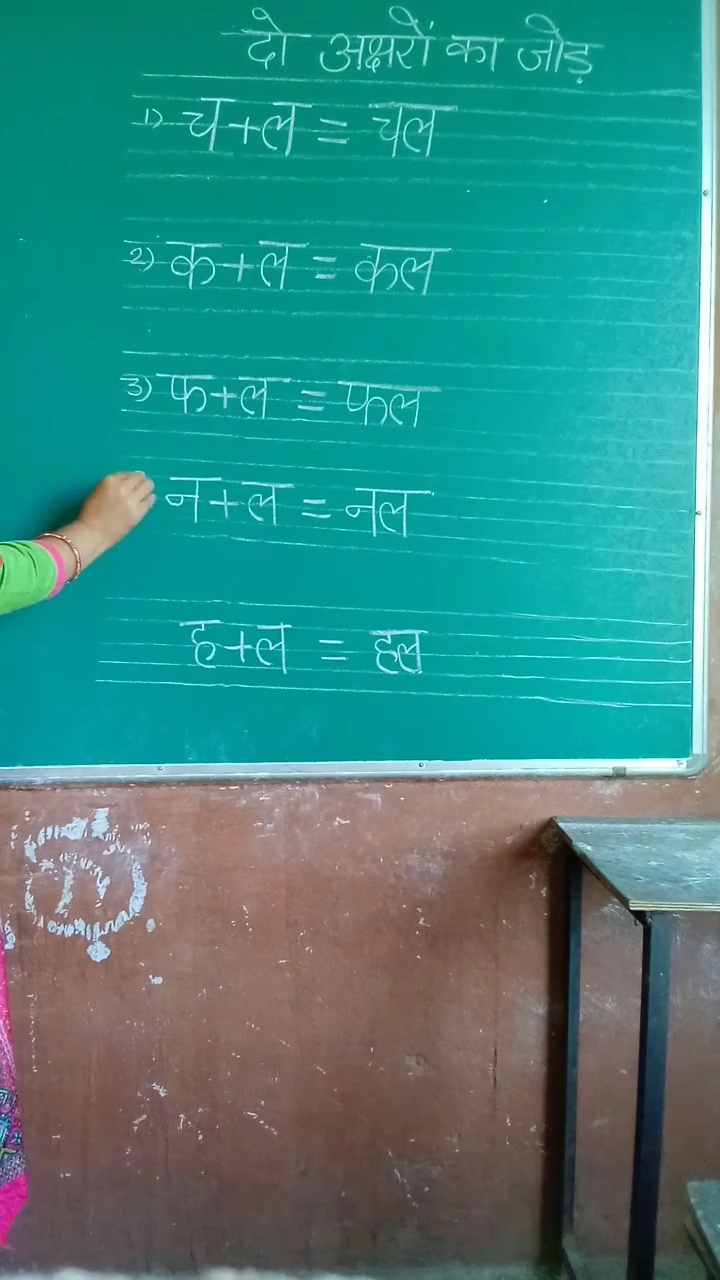 दो अक्षरों का जोड़
1) च+ल = चल
2) क+ल = कल
3) फ+ल = फल
न+ल = नल
ह+ल = हल